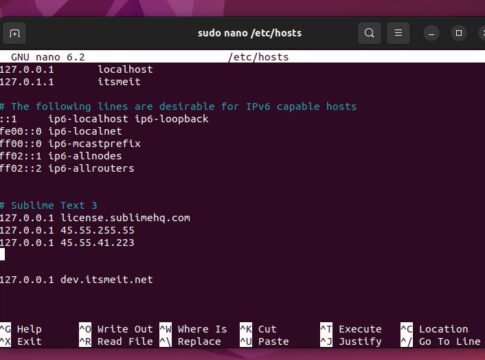 sudo nano /etc/hosts
GNU nano 6.2 /etc/hosts
127.0.0.1 localhost
127.0.1.1 itsmeit
# The following lines are desirable for IPv6 capable hosts
::1 ip6-localhost ip6-loopback
fe00::0 ip6-localnet
ff00::0 ip6-mcastprefix
ff02::1 ip6-allnodes
ff02::2 ip6-allrouters
# Sublime Text 3
127.0.0.1 license.sublimehq.com
127.0.0.1 45.55.255.55
127.0.0.1 45.55.41.223
127.0.0.1 dev.itsmeit.net
^G Help ^O Write Out ^W Where Is ^K Cut ^T Execute ^C Location
^X Exit ^R Read File ^\ Replace ^U Paste ^J Justify ^/ Go To Line